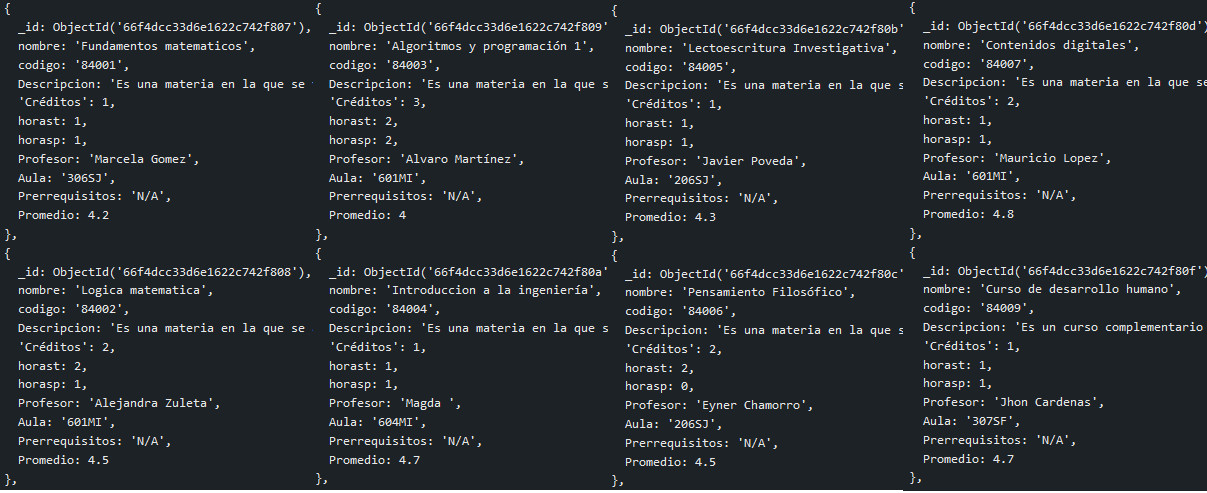 {
_id: ObjectId('66f4dcc33d6e1622c742f807'),
nombre: 'Fundamentos matematicos',
codigo: '84001',
Descripcion: 'Es una materia en la que se
'Créditos': 1,
horast: 1,
horasp: 1,
Profesor: 'Marcela Gomez',
Aula: '306SJ',
Prerrequisitos: 'N/A',
Promedio: 4.2
},
{
_id: ObjectId('66f4dcc33d6e1622c742f808'),
nombre: 'Logica matematica',
codigo: '84002',
Descripcion: 'Es una materia en la que se
'Créditos': 2,
horast: 2,
horasp: 1,
Profesor: 'Alejandra Zuleta',
Aula: '601MI',
Prerrequisitos: 'N/A',
Promedio: 4.5
},
{
_id: ObjectId('66f4dcc33d6e1622c742f809'
nombre: 'Algoritmos y programación 1',
codigo: '84003',
Descripcion: 'Es una materia en la que s
'Créditos': 3,
horast: 2,
horasp: 2,
Profesor: 'Alvaro Martínez',
Aula: '601MI',
Prerrequisitos: 'N/A',
Promedio: 4
},
{
_id: ObjectId('66f4dcc33d6e1622c742f80a'
nombre: 'Introduccion a la ingeniería',
codigo: '84004',
Descripcion: 'Es una materia en la que s
'Créditos': 1,
horast: 1,
horasp: 1,
Profesor: 'Magda ',
Aula: '604MI',
Prerrequisitos: 'N/A',
Promedio: 4.7
},
{
_id: ObjectId('66f4dcc33d6e1622c742f80b'
nombre: 'Lectoescritura Investigativa',
codigo: '84005',
Descripcion: 'Es una materia en la que s
'Créditos': 1,
horast: 1,
horasp: 1,
Profesor: 'Javier Poveda',
Aula: '206SJ',
Prerrequisitos: 'N/A',
Promedio: 4.3
},
{
_id: ObjectId('66f4dcc33d6e1622c742f80c'
nombre: 'Pensamiento Filosófico',
codigo: '84006',
Descripcion: 'Es una materia en la que s
'Créditos': 2,
horast: 2,
horasp: 0,
Profesor: 'Eyner Chamorro',
Aula: '206SJ',
Prerrequisitos: 'N/A',
Promedio: 4.5
},
{
_id: ObjectId('66f4dcc33d6e1622c742f80d')
nombre: 'Contenidos digitales',
codigo: '84007',
Descripcion: 'Es una materia en la que se
'Créditos': 2,
horast: 1,
horasp: 1,
Profesor: 'Mauricio Lopez',
Aula: '601MI',
Prerrequisitos: 'N/A',
Promedio: 4.8
},
{
_id: ObjectId('66f4dcc33d6e1622c742f80f')
nombre: 'Curso de desarrollo humano',
codigo: '84009',
Descripcion: 'Es un curso complementario
'Créditos': 1,
horast: 1,
horasp: 1,
Profesor: 'Jhon Cardenas',
Aula: '307SF',
Prerrequisitos: 'N/A',
Promedio: 4.7
},